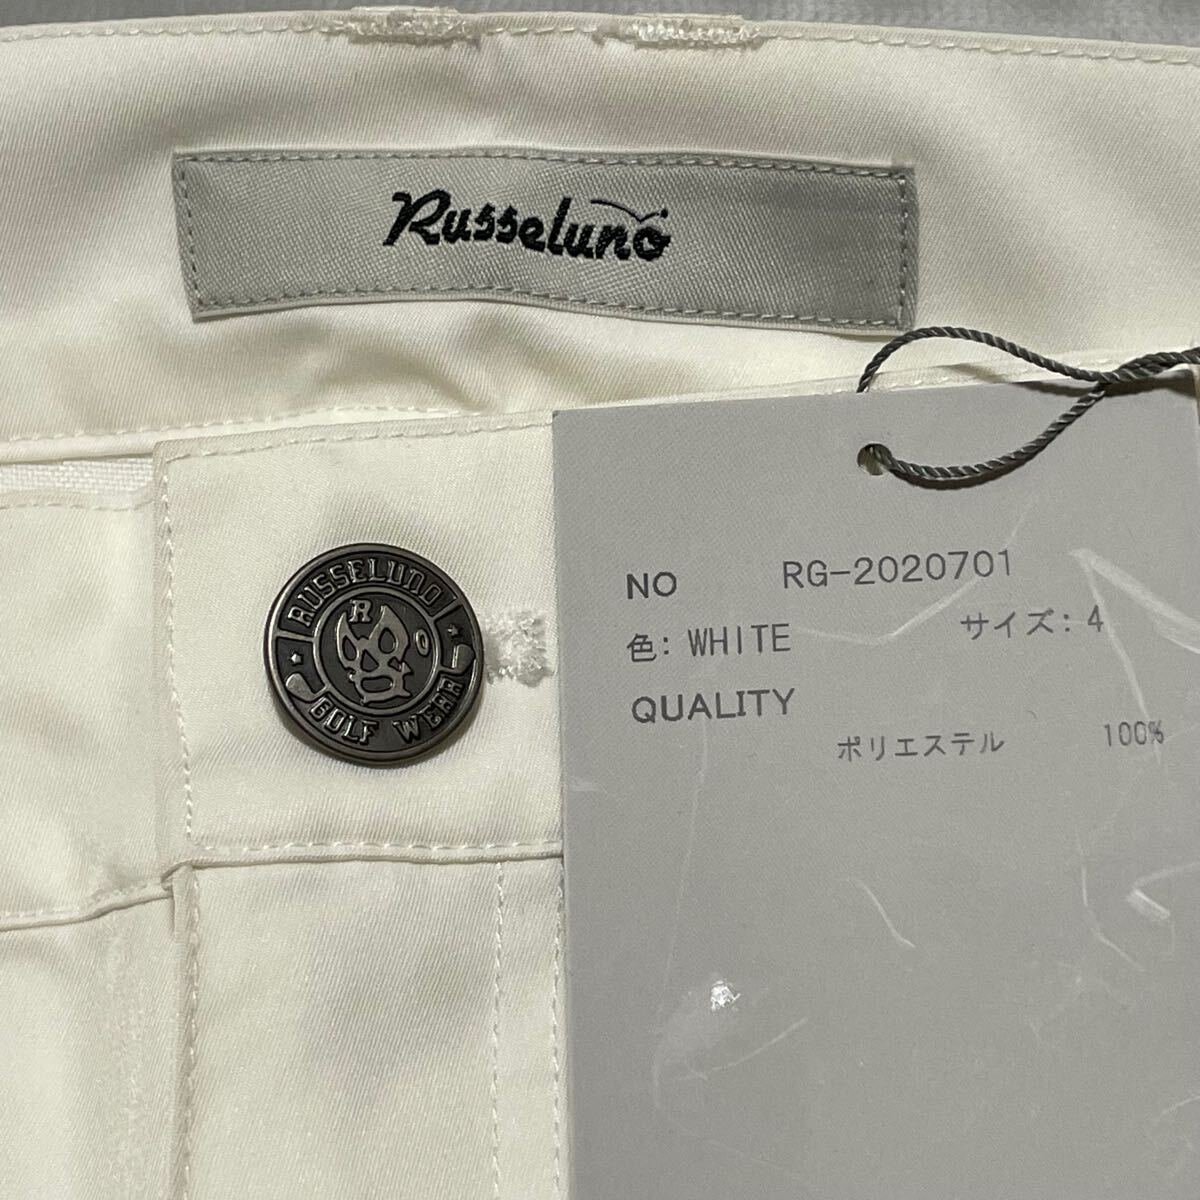 Russeluno
RUSSELUNO
R O
GOLF WEAR
NO RG-2020701
色: WHITE サイズ: 4
QUALITY
ポリエステル 100%